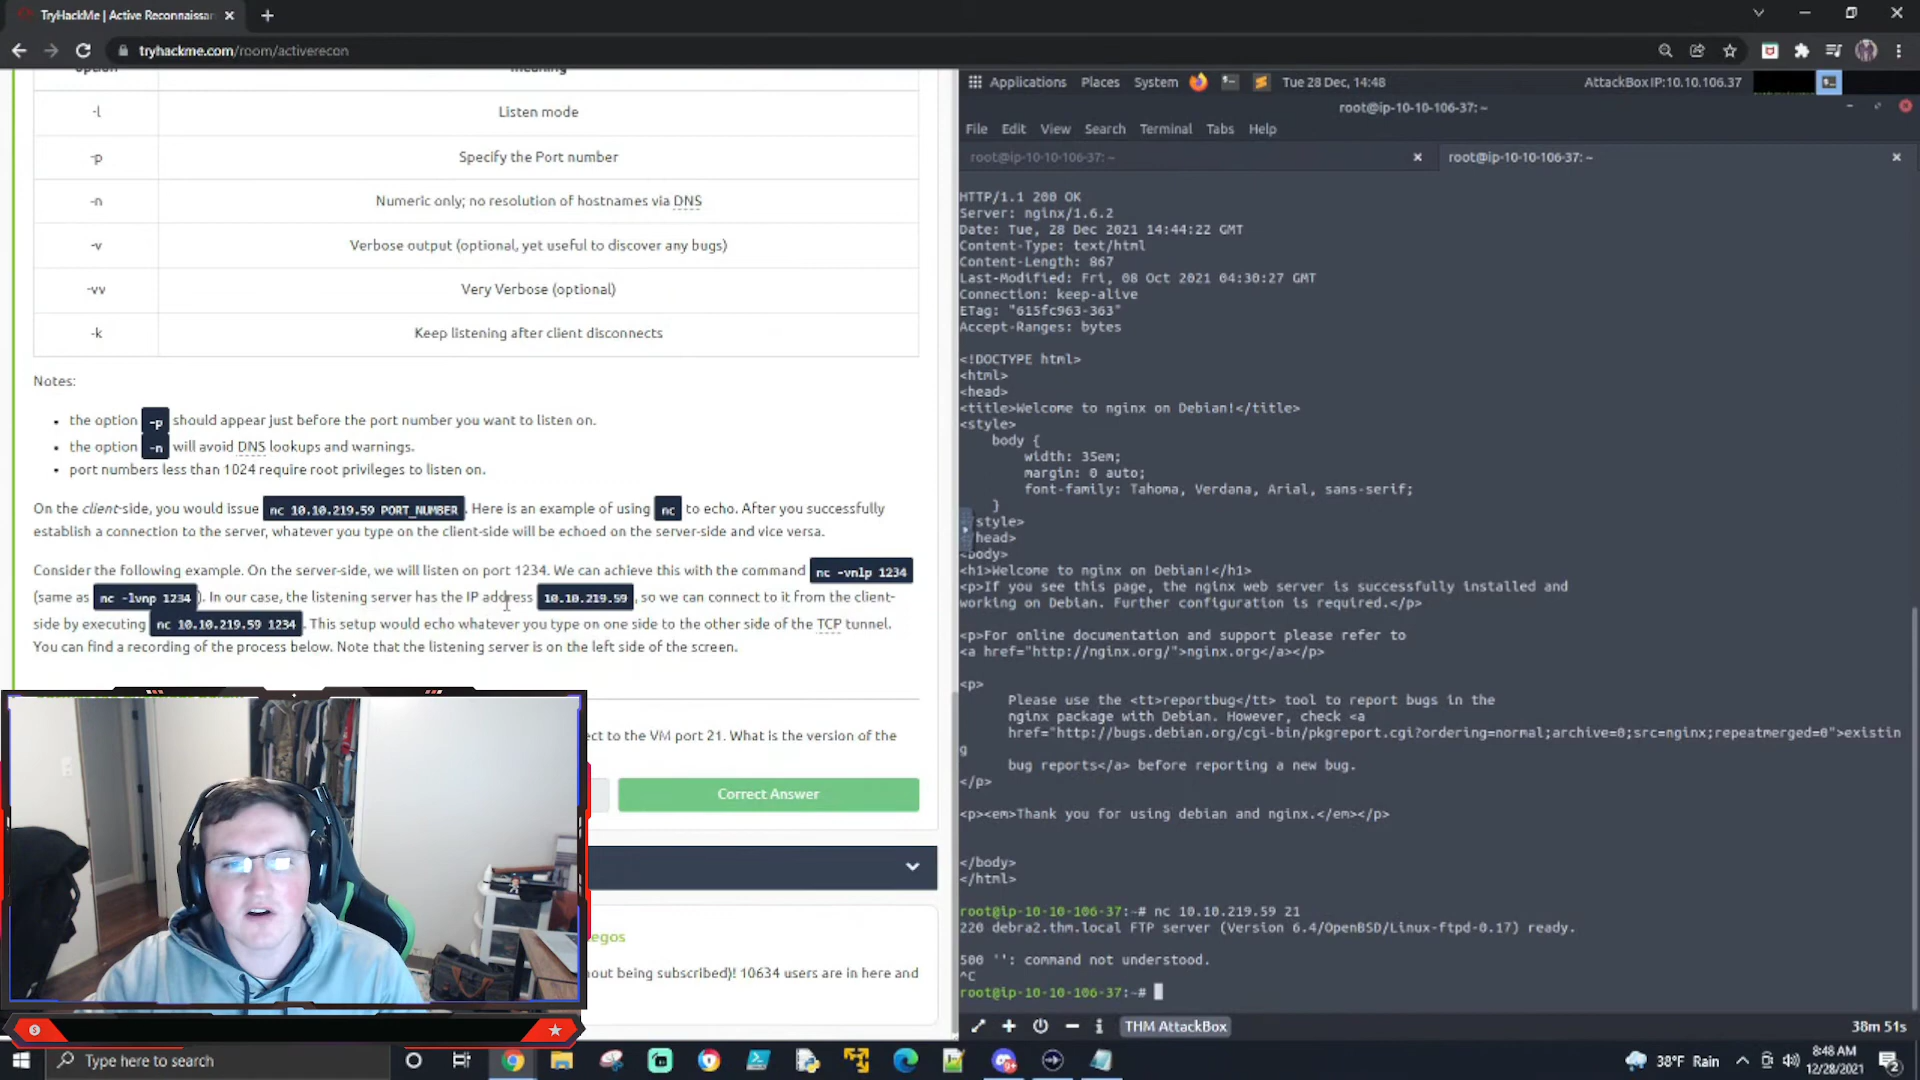 TryHackMe | Active Reconnaissan
tryhackme.com/room/activerecon
option
meaning
-l
Listen mode
-p
Specify the Port number
-n
Numeric only; no resolution of hostnames via DNS
-v
Verbose output (optional, yet useful to discover any bugs)
-vv
Very Verbose (optional)
-k
Keep listening after client disconnects
Notes:
the option -p should appear just before the port number you want to listen on.
the option -n will avoid DNS lookups and warnings.
port numbers less than 1024 require root privileges to listen on.
On the client-side, you would issue nc 10.10.219.59 PORT_NUMBER . Here is an example of using nc to echo. After you successfully
establish a connection to the server, whatever you type on the client-side will be echoed on the server-side and vice versa.
Consider the following example. On the server-side, we will listen on port 1234. We can achieve this with the command nc -vnlp 1234
(same as nc -lvnp 1234 ). In our case, the listening server has the IP address 10.10.219.59 , so we can connect to it from the client-
side by executing nc 10.10.219.59 1234 . This setup would echo whatever you type on one side to the other side of the TCP tunnel.
You can find a recording of the process below. Note that the listening server is on the left side of the screen.
ect to the VM port 21. What is the version of the
Correct Answer
egos
out being subscribed)! 10634 users are in here and
Applications Places System Tue 28 Dec, 14:48 AttackBox IP:10.10.106.37
root@ip-10-10-106-37: ~
File Edit View Search Terminal Tabs Help
root@ip-10-10-106-37: ~ root@ip-10-10-106-37: ~
HTTP/1.1 200 OK
Server: nginx/1.6.2
Date: Tue, 28 Dec 2021 14:44:22 GMT
Content-Type: text/html
Content-Length: 867
Last-Modified: Fri, 08 Oct 2021 04:30:27 GMT
Connection: keep-alive
ETag: "615fc963-363"
Accept-Ranges: bytes
<!DOCTYPE html>
<html>
<head>
<title>Welcome to nginx on Debian!</title>
<style>
body {
width: 35em;
margin: 0 auto;
font-family: Tahoma, Verdana, Arial, sans-serif;
}
style>
head>
<body>
<h1>Welcome to nginx on Debian!</h1>
<p>If you see this page, the nginx web server is successfully installed and
working on Debian. Further configuration is required.</p>
<p>For online documentation and support please refer to
<a href="http://nginx.org/">nginx.org</a></p>
<p>
Please use the <tt>reportbug</tt> tool to report bugs in the
nginx package with Debian. However, check <a
href="http://bugs.debian.org/cgi-bin/pkgreport.cgi?ordering=normal;archive=0;src=nginx;repeatmerged=0">existin
g
bug reports</a> before reporting a new bug.
</p>
<p><em>Thank you for using debian and nginx.</em></p>
</body>
</html>
root@ip-10-10-106-37:~# nc 10.10.219.59 21
220 debra2.thm.local FTP server (Version 6.4/OpenBSD/Linux-ftpd-0.17) ready.
500 '': command not understood.
^C
root@ip-10-10-106-37:~#
THM AttackBox
38m 51s
Type here to search
38°F Rain
8:48 AM
12/28/2021
2